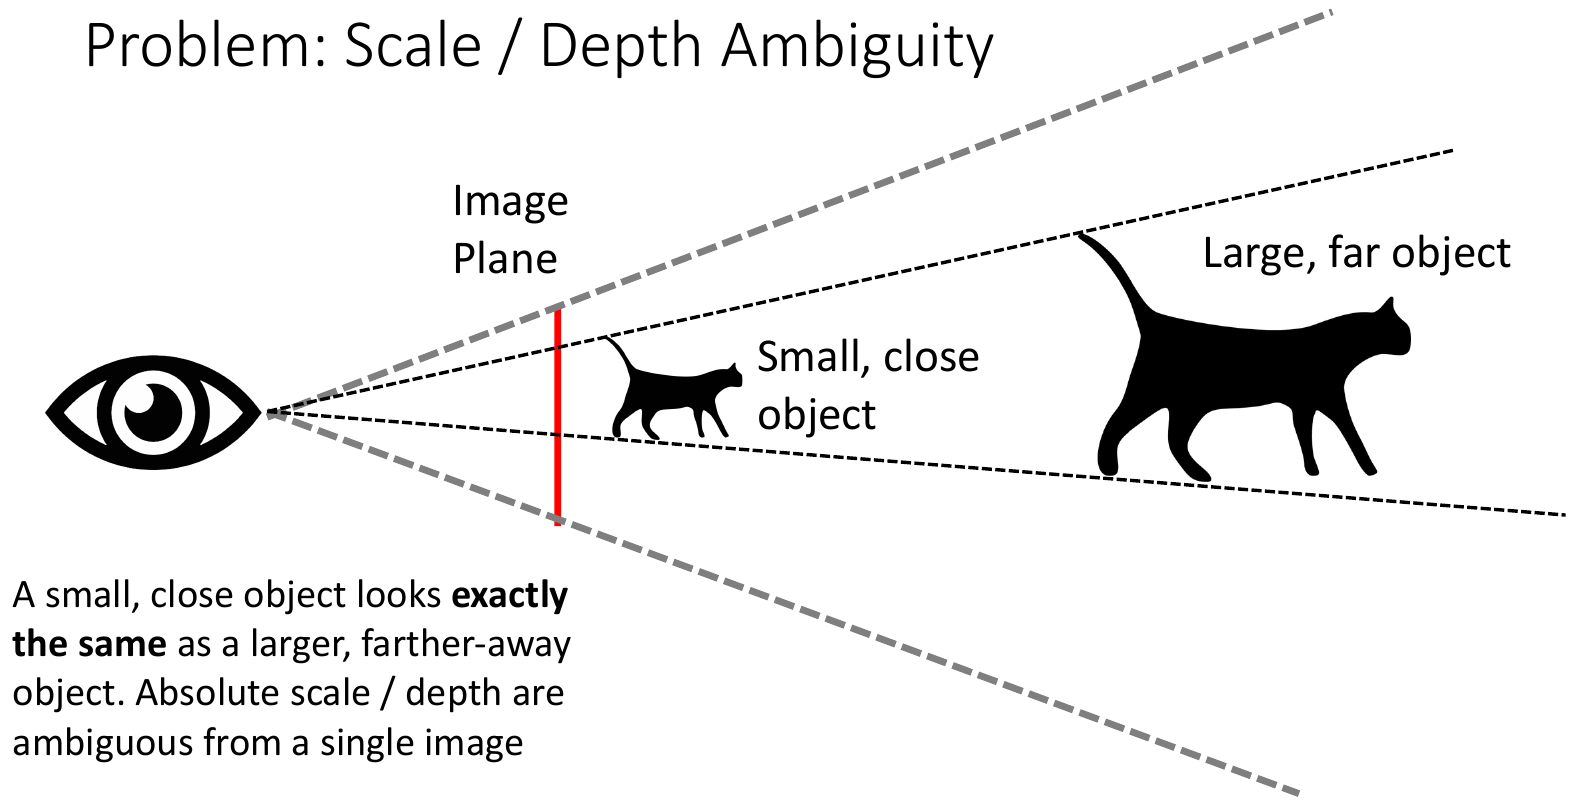 Problem: Scale / Depth Ambiguity
Image
Plane
Large, far object
Small, close
object
A small, close object looks exactly
the same as a larger, farther-away
object. Absolute scale / depth are
ambiguous from a single image